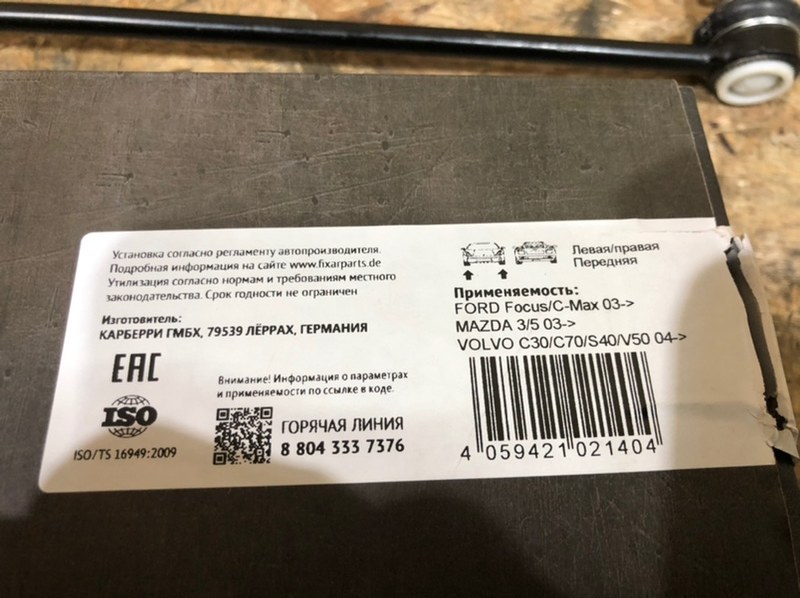 Установка согласно регламенту автопроизводителя.
Подробная информация на сайте www.fixarparts.de
Утилизация согласно нормам и требованиям местного
законодательства. Срок годности не ограничен
Изготовитель:
КАРБЕРРИ ГМБХ, 79539 ЛЁРРАХ, ГЕРМАНИЯ
EAC
ISO
ISO/TS 16949:2009
Внимание! Информация о параметрах
и применяемости по ссылке в коде.
ГОРЯЧАЯ ЛИНИЯ
8 804 333 7376
Левая/правая
Передняя
Применяемость:
FORD Focus/C-Max 03->
MAZDA 3/5 03->
VOLVO C30/C70/S40/V50 04->
4 059421 021404